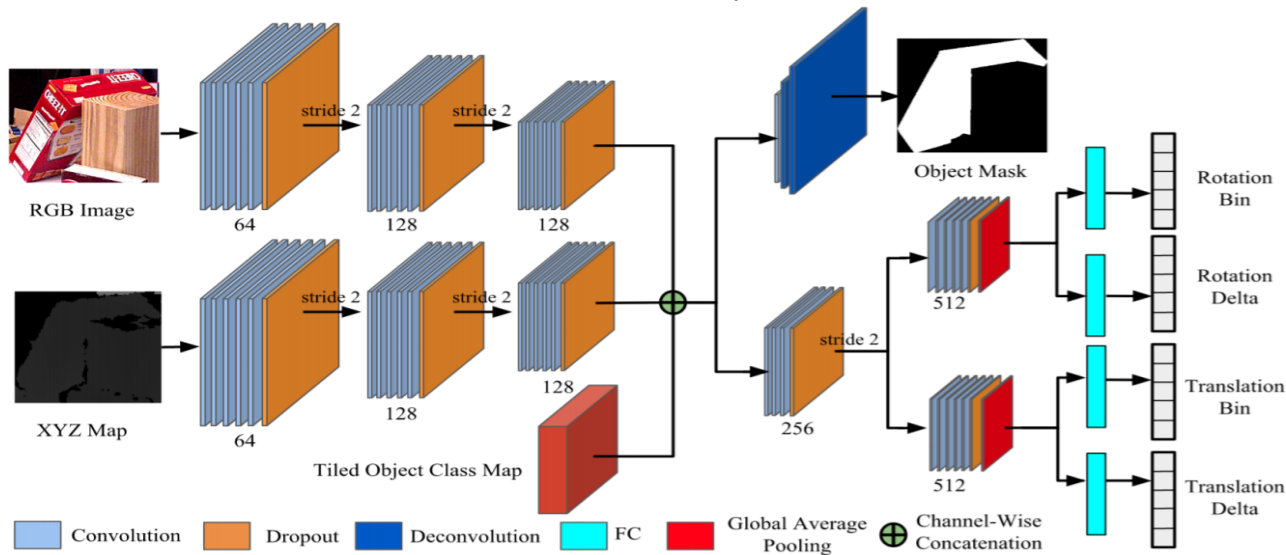 RGB Image
64
stride 2
128
stride 2
128
Object Mask
XYZ Map
64
stride 2
128
stride 2
128
Tiled Object Class Map
256
stride 2
512
512
Rotation
Bin
Rotation
Delta
Translation
Bin
Translation
Delta
Convolution
Dropout
Deconvolution
FC
Global Average
Pooling
Channel-Wise
Concatenation